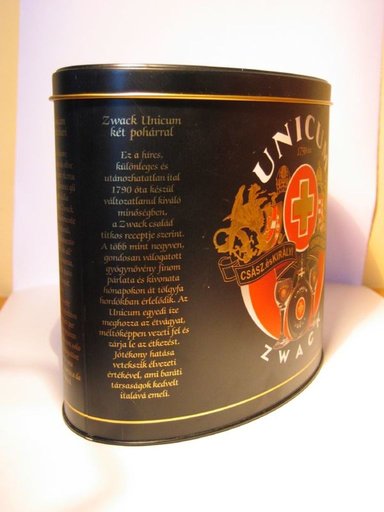 Zwack Unicum
két pohárral
Ez a híres,
különleges és
utánozhatatlan ital
1790 óta készül
változatlanul kiváló
minőségben,
a Zwack család
titkos receptje szerint.
A több mint negyven,
gondosan válogatott
gyógynövény finom
párlata és kivonata
hónapokon át tölgyfa
hordókban érlelődik. Az
Unicum egyedi íze
meghozza az étvágyat,
méltóképpen vezeti fel és
zárja le az étkezést.
Jótékony hatása
vetekszik élvezeti
értékével, ami baráti
társaságok kedvelt
italává emeli.
UNICUM
1790
CSÁSZ.és KIRÁLYI
ZWACK